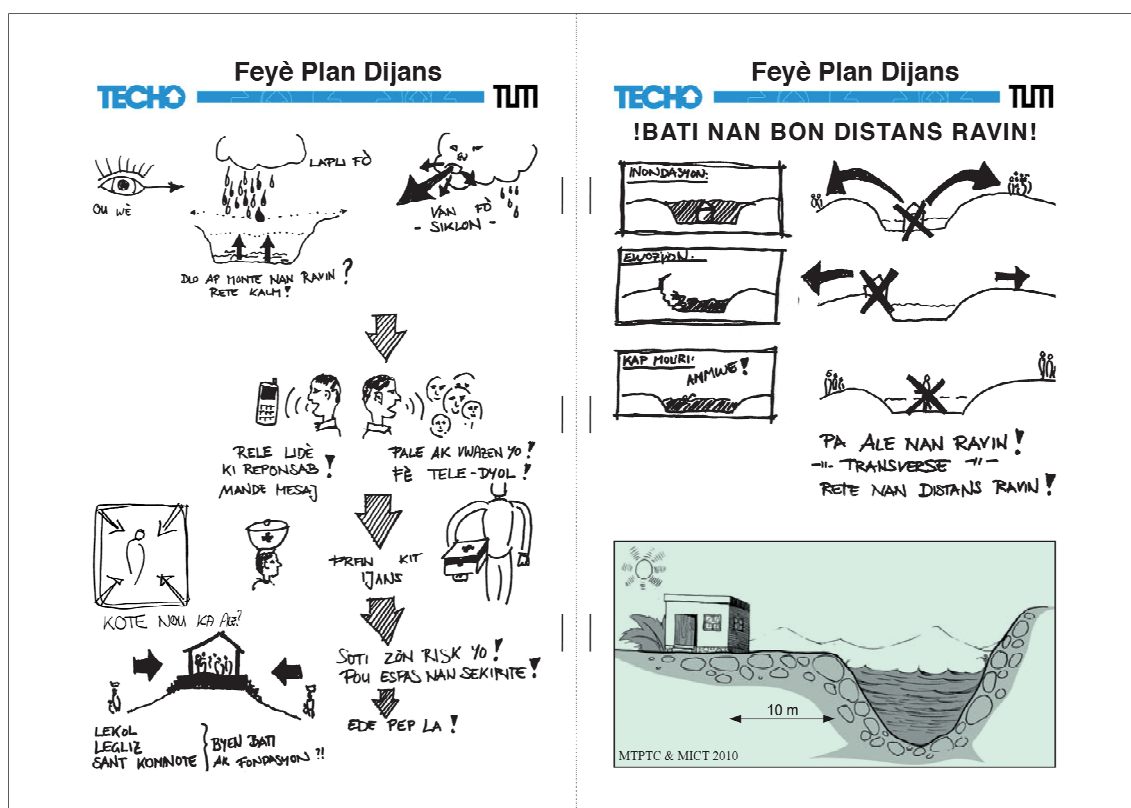 Feyè Plan Dijans
TECHO
TUTI
OU WÈ
LAPLI FÒ
VAN FÒ
- SIKLON -
DLO AP MONTE NAN RAVIN?
RETE KALM!
RELE LIDÈ
KI REPONSAB!
MANDE MESAJ
PALE AK VWAZEN YO!
FÈ TELE-DYOL!
PRAN KIT
IJANS
KOTE NOU KA ALE?
SOTI ZÒN RISK YO!
POU ESPAS NAN SEKIRITE!
EDE PEP LA!
LEKOL
LEGLIZ
SANT KOMINOTE
BYEN BATI
AK FONDASYON?!
Feyè Plan Dijans
TECHO
TUTI
!BATI NAN BON DISTANS RAVIN!
INONDASYON:
EWOZYON:
KAP MOURI:
ANMWE!
PA ALE NAN RAVIN!
-"- TRANSVERSE -"-
RETE NAN DISTANS RAVIN!
10 m
MTPTC & MICT 2010